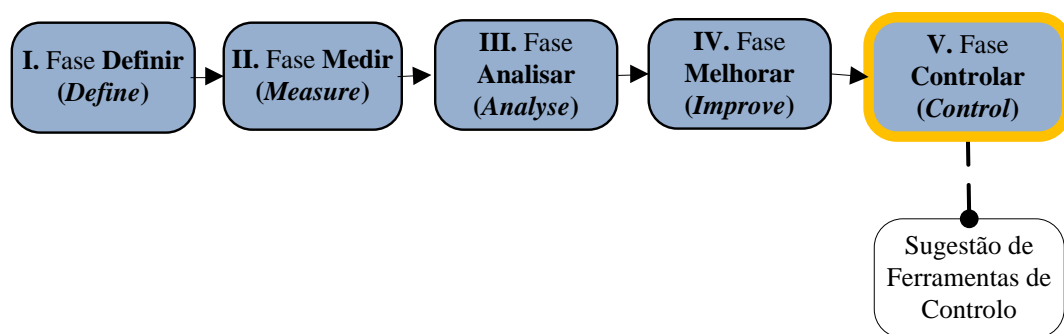 I. Fase Definir
(Define)
II. Fase Medir
(Measure)
III. Fase
Analisar
(Analyse)
IV. Fase
Melhorar
(Improve)
V. Fase
Controlar
(Control)
Sugestão de
Ferramentas de
Controlo